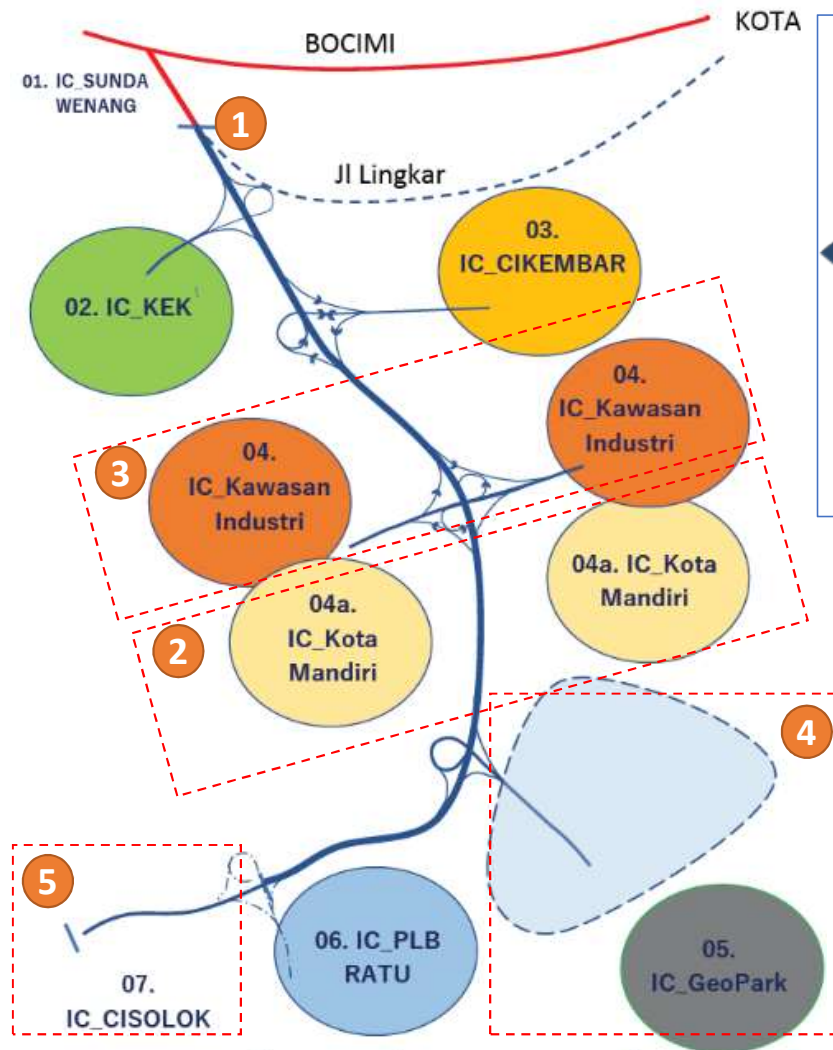 KOTA
BOCIMI
01. IC_SUNDA
WENANG
1
Jl Lingkar
03.
IC_CIKEMBAR
02. IC_KEK
04.
IC_Kawasan
Industri
3
04.
IC_Kawasan
Industri
04a. IC_Kota
Mandiri
2
04a.
IC_Kota
Mandiri
4
5
06. IC_PLB
RATU
05.
IC_GeoPark
07.
IC_CISOLOK